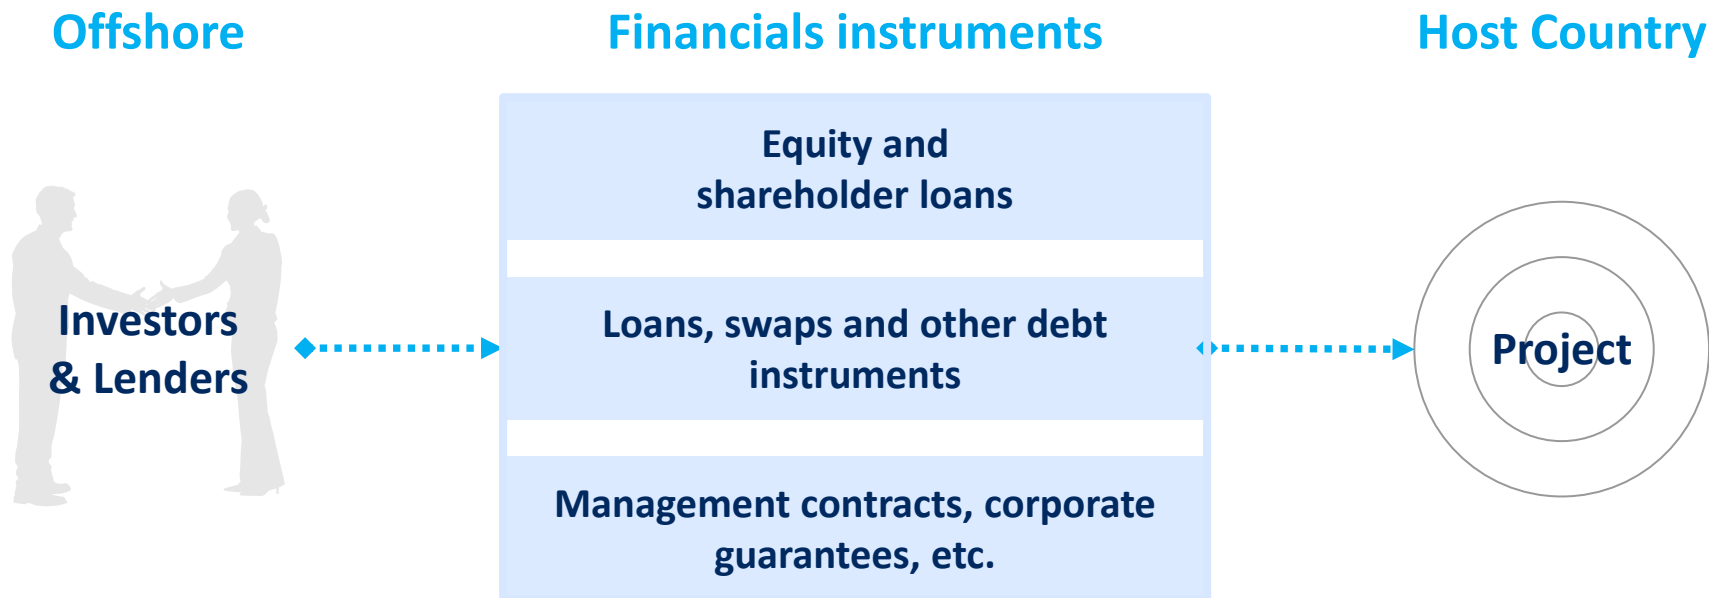 Offshore
Financials instruments
Host Country
Equity and
shareholder loans
Investors
& Lenders
Loans, swaps and other debt
instruments
Project
Management contracts, corporate
guarantees, etc.